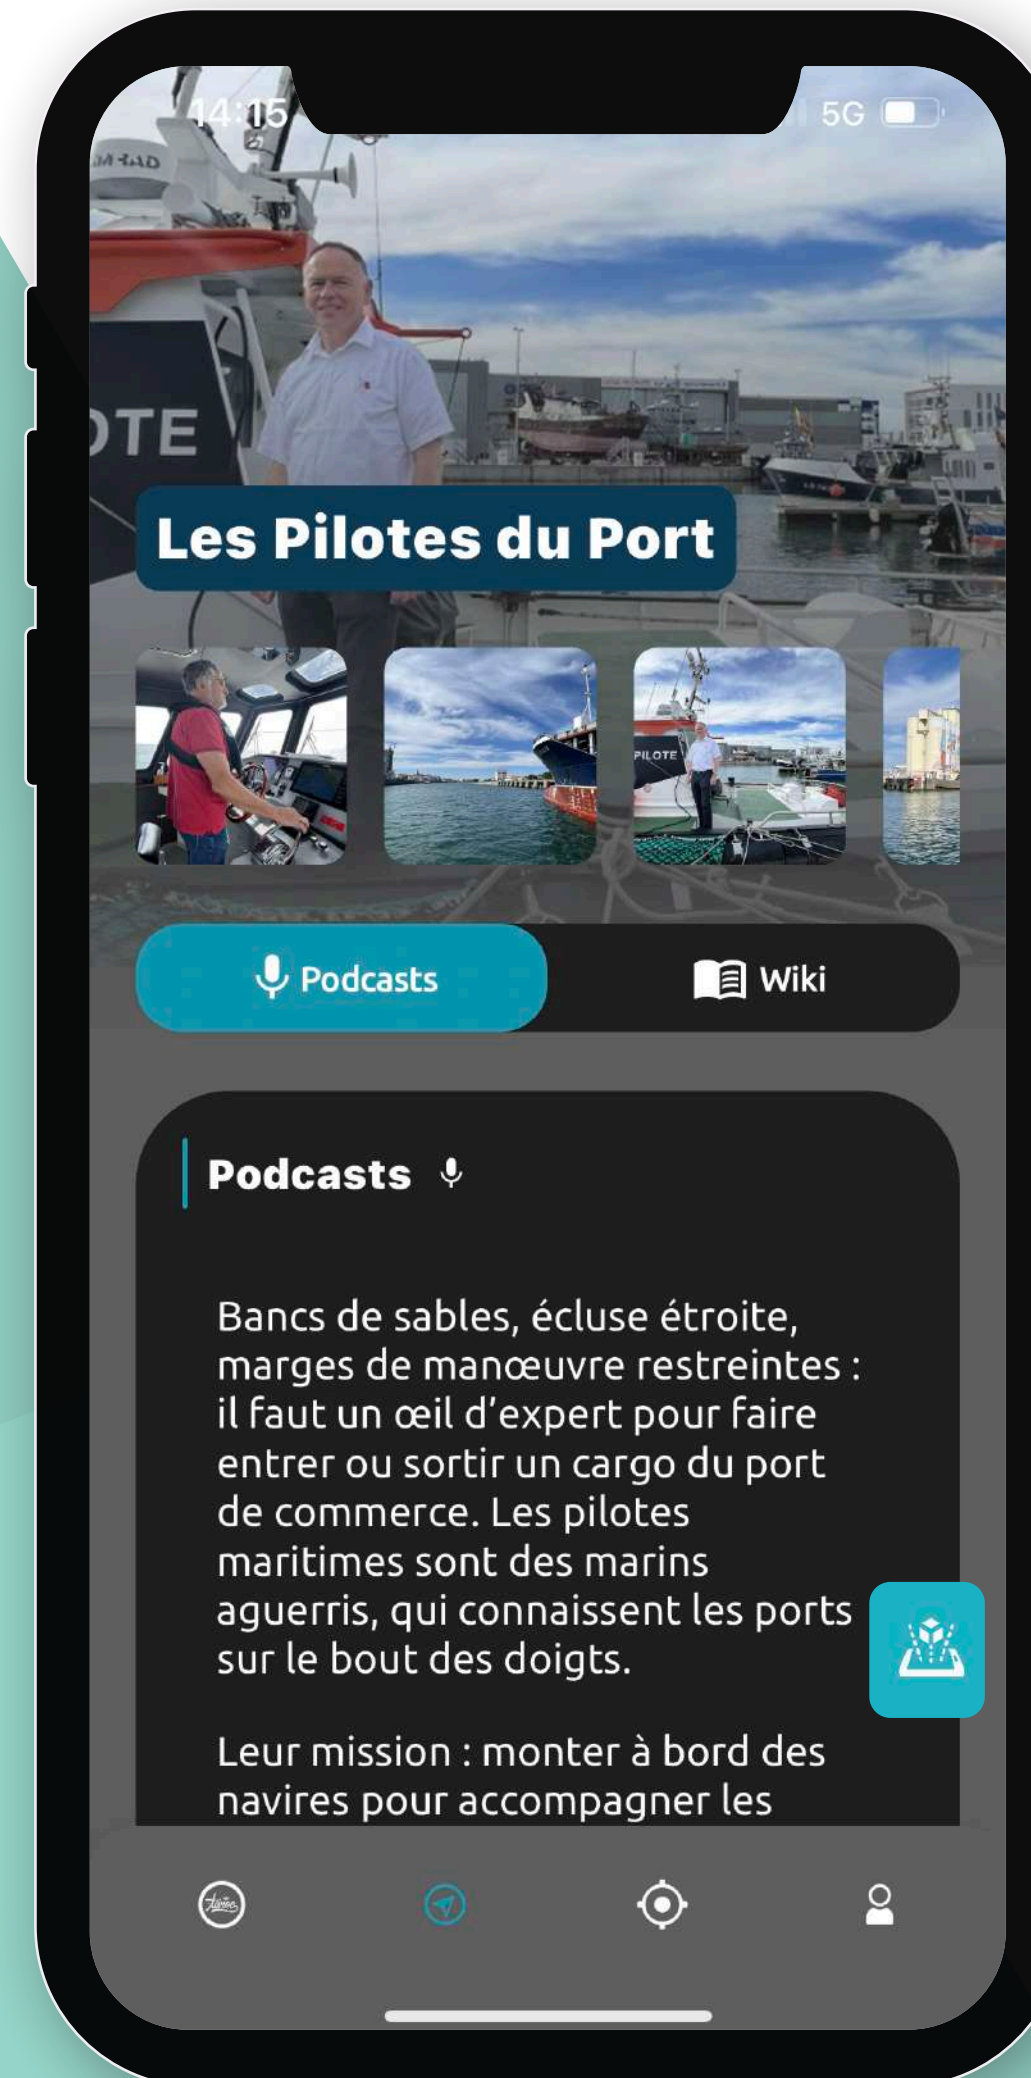 14:15
5G
OTE
Les Pilotes du Port
PILOTE
Podcasts
Wiki
Podcasts
Bancs de sables, écluse étroite,
marges de manœuvre restreintes :
il faut un œil d’expert pour faire
entrer ou sortir un cargo du port
de commerce. Les pilotes
maritimes sont des marins
aguerris, qui connaissent les ports
sur le bout des doigts.
Leur mission : monter à bord des
navires pour accompagner les